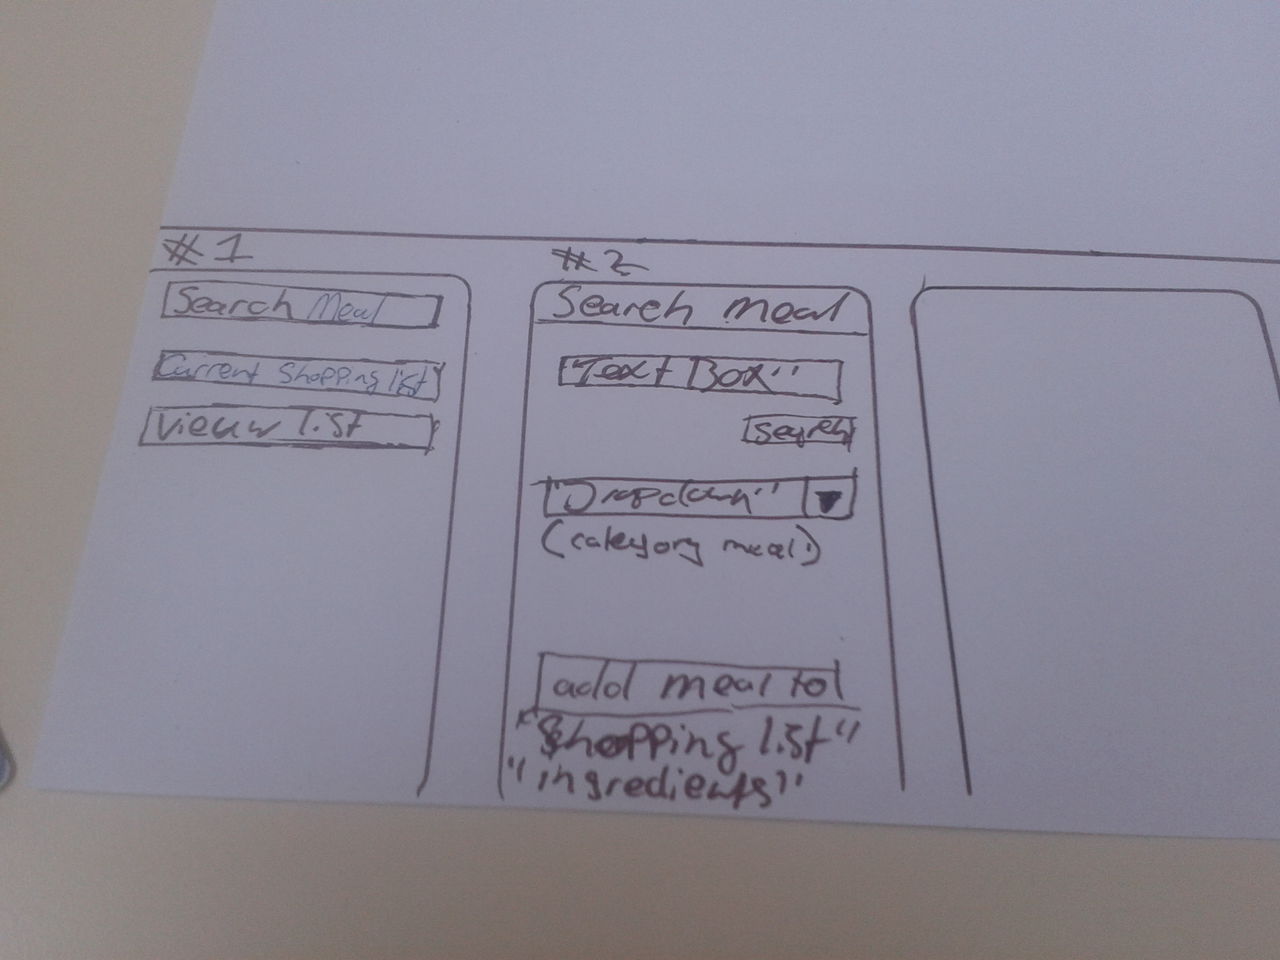 #1
Search Meal
Current Shopping list
View list
#2
Search meal
"Text Box"
Search
"Dropdown"
(category meal)
add meal to
"Shopping list"
"ingredients"